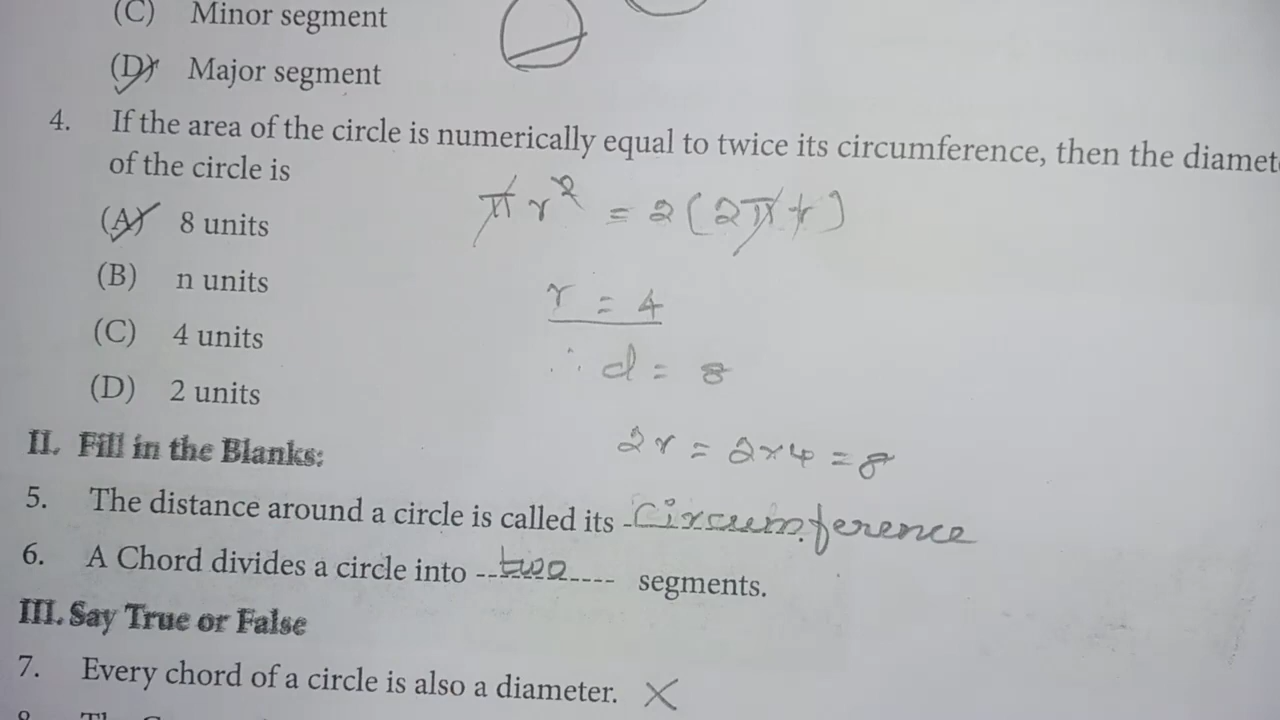 (C) Minor segment
(D) Major segment
4. If the area of the circle is numerically equal to twice its circumference, then the diamet
of the circle is
πr² = 2(2πr)
(A) 8 units
(B) n units
r = 4
(C) 4 units
∴ d = 8
(D) 2 units
2r = 2×4 = 8
II. Fill in the Blanks:
5. The distance around a circle is called its Circumference
6. A Chord divides a circle into two segments.
III. Say True or False
7. Every chord of a circle is also a diameter. X